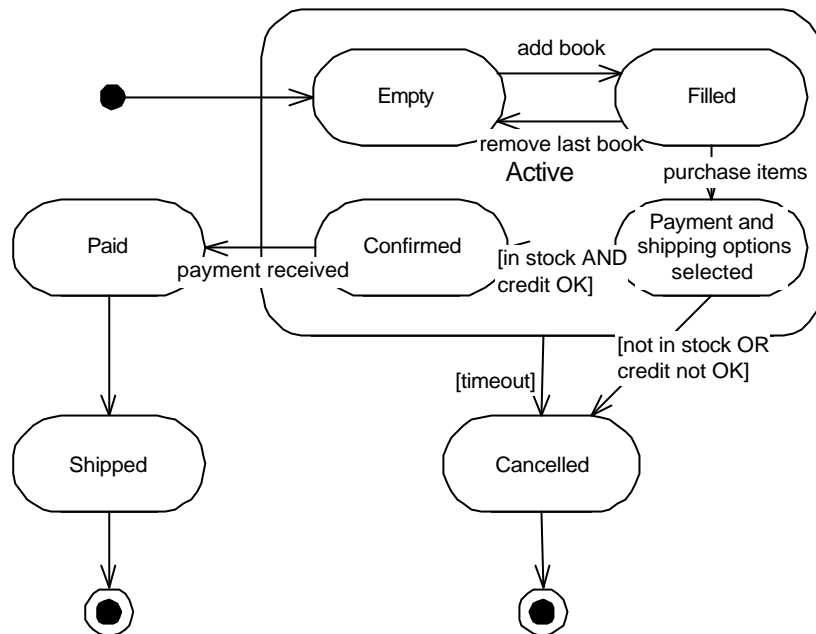 add book
Empty
Filled
remove last book
Active
purchase items
Paid
payment received
Confirmed
[in stock AND
credit OK]
Payment and
shipping options
selected
[not in stock OR
credit not OK]
[timeout]
Shipped
Cancelled